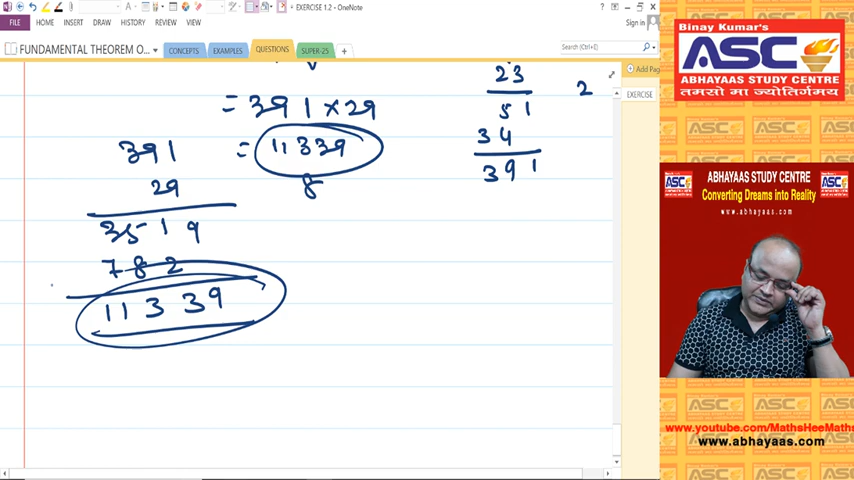 EXERCISE 1.2 - OneNote
FILE HOME INSERT DRAW HISTORY REVIEW VIEW
Sign in
FUNDAMENTAL THEOREM O... CONCEPTS EXAMPLES QUESTIONS SUPER-25 +
Search (Ctrl+E)
Add Pag
EXERCISE
= 391 × 29
= 11339
8
391
29
3519
782
11339
23
51
34
391
2
Binay Kumar's
ASC
ABHAYAAS STUDY CENTRE
तमसो मा ज्योतिर्गमय
ABHAYAAS STUDY CENTRE
Converting Dreams into Reality
www.abhayaas.com
www.youtube.com/MathsHeeMaths
www.abhayaas.com